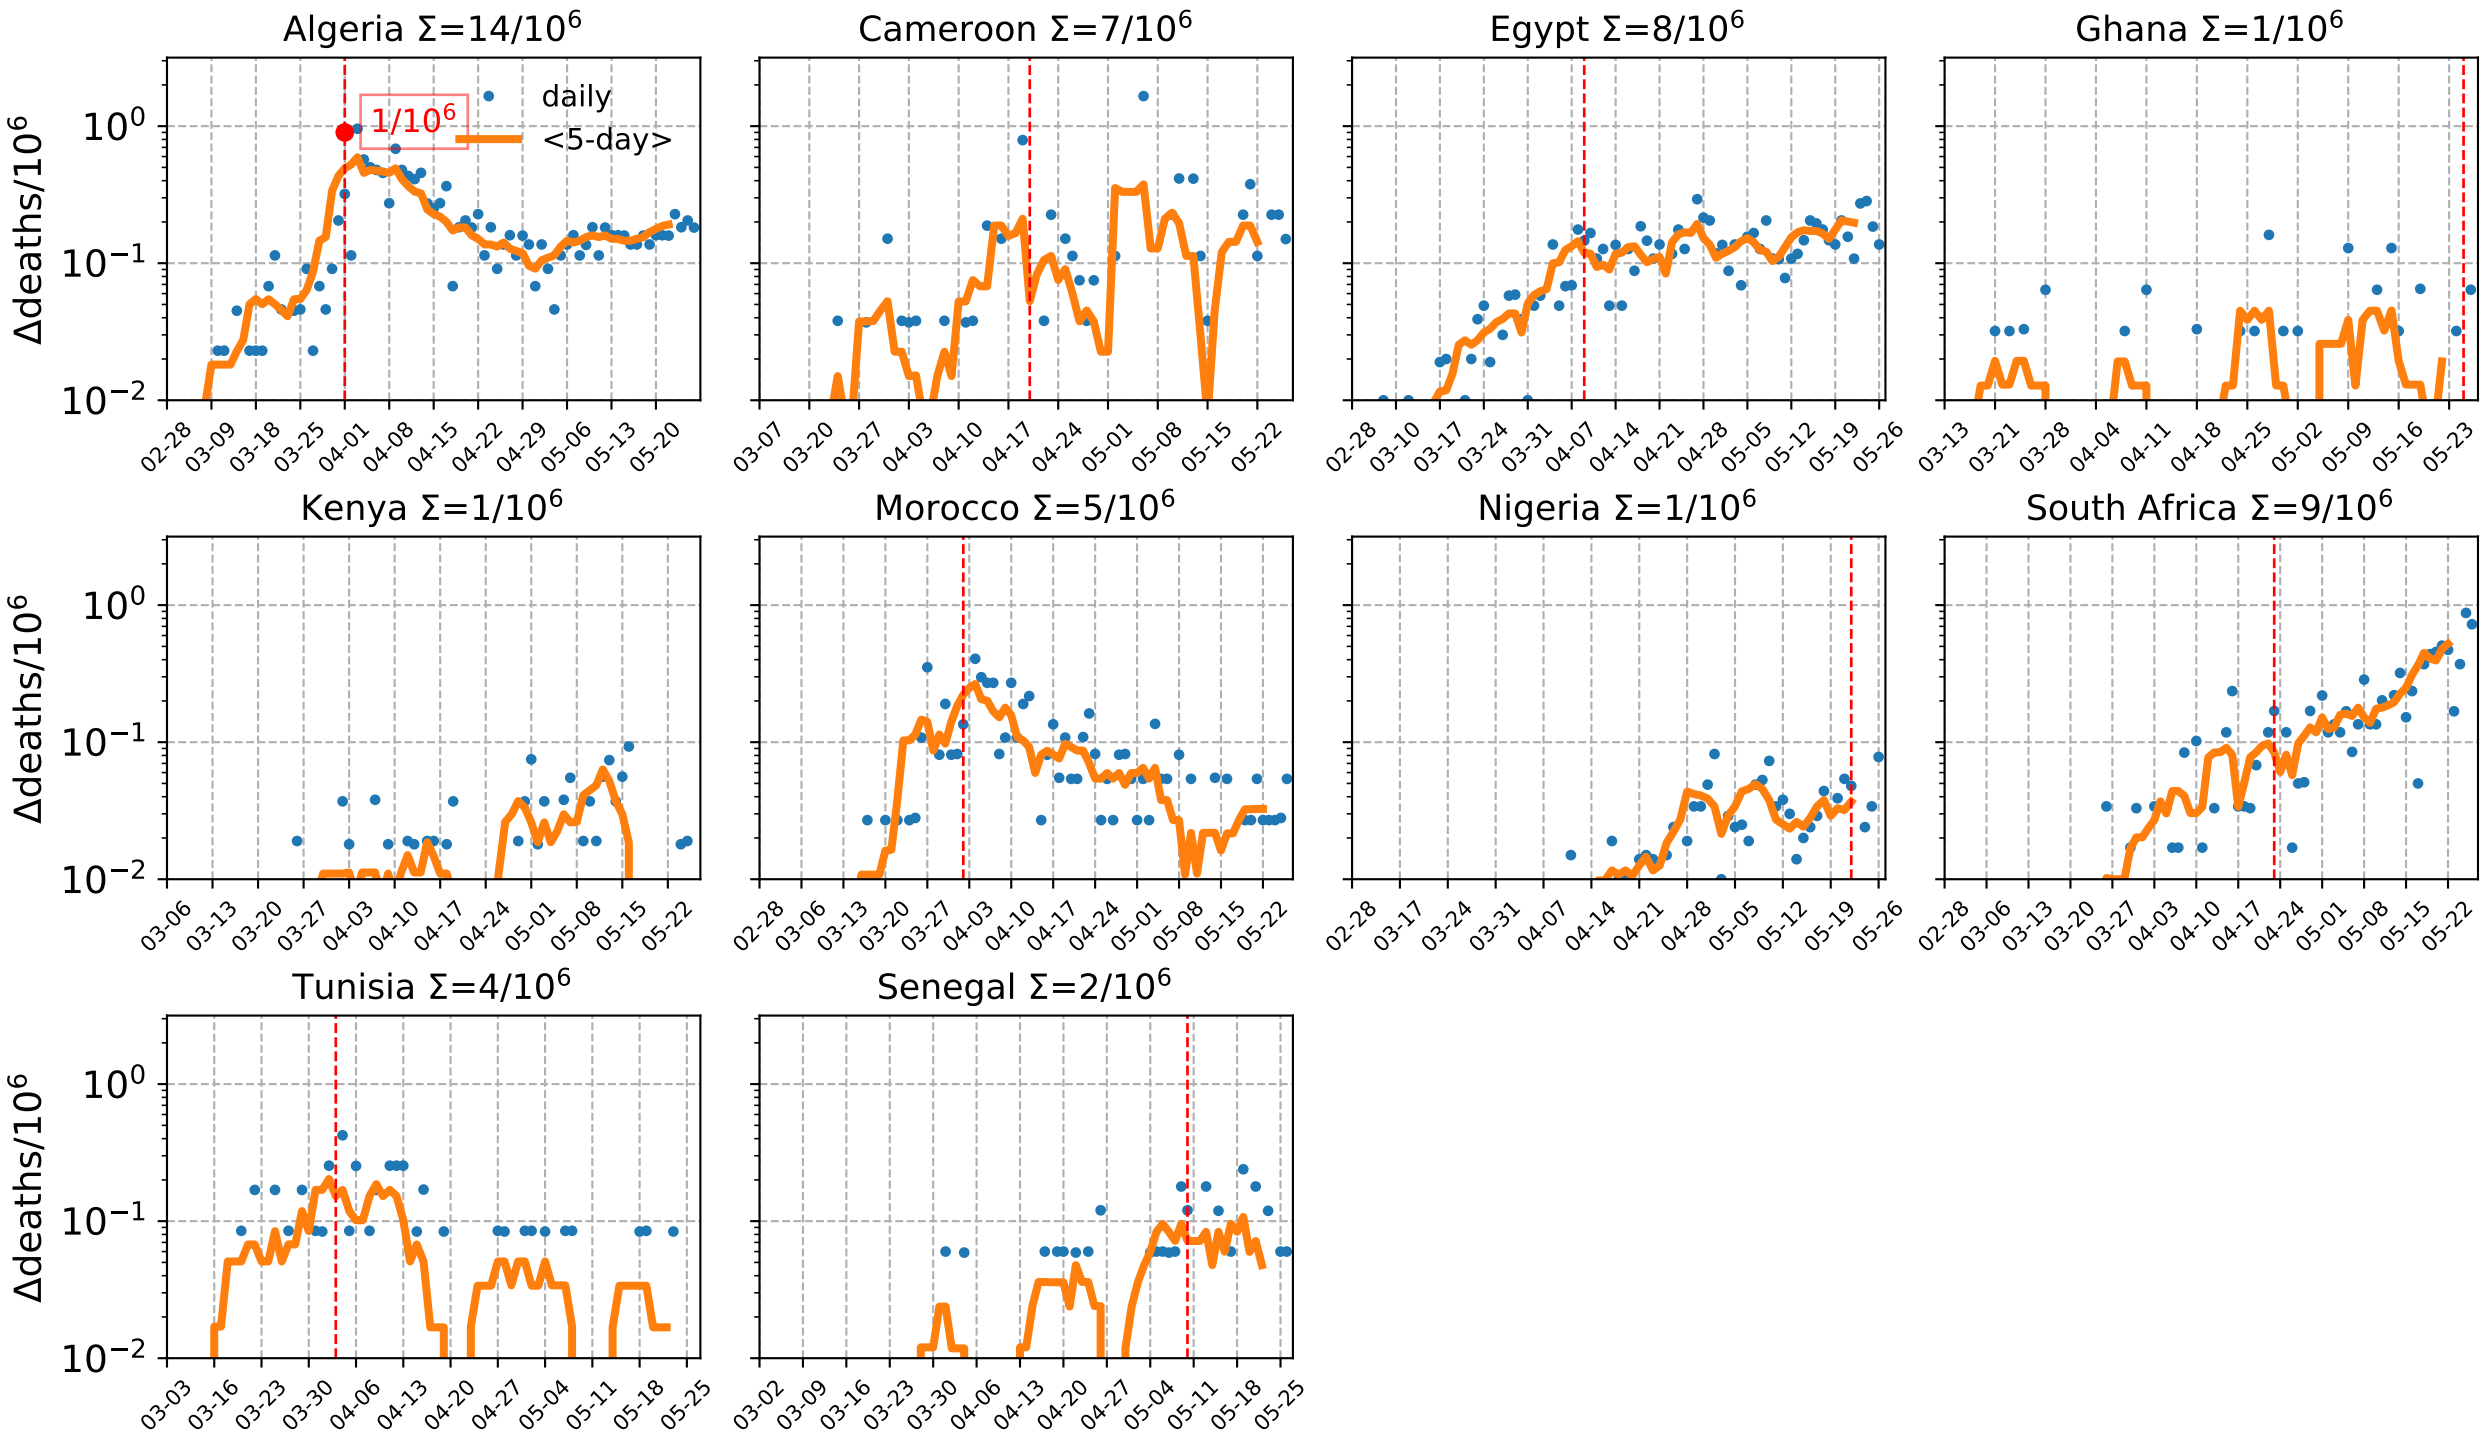 Algeria Σ=14/10⁶
Cameroon Σ=7/10⁶
Egypt Σ=8/10⁶
Ghana Σ=1/10⁶
Δdeaths/10⁶
10⁰
10⁻¹
10⁻²
1/10⁶
daily
<5-day>
02-28 03-09 03-18 03-25 04-01 04-08 04-15 04-22 04-29 05-06 05-13 05-20
03-07 03-20 03-27 04-03 04-10 04-17 04-24 05-01 05-08 05-15 05-22
02-28 03-10 03-17 03-24 03-31 04-07 04-14 04-21 04-28 05-05 05-12 05-19 05-26
03-13 03-21 03-28 04-04 04-11 04-18 04-25 05-02 05-09 05-16 05-23
Kenya Σ=1/10⁶
Morocco Σ=5/10⁶
Nigeria Σ=1/10⁶
South Africa Σ=9/10⁶
Δdeaths/10⁶
10⁰
10⁻¹
10⁻²
03-06 03-13 03-20 03-27 04-03 04-10 04-17 04-24 05-01 05-08 05-15 05-22
02-28 03-06 03-13 03-20 03-27 04-03 04-10 04-17 04-24 05-01 05-08 05-15 05-22
02-28 03-17 03-24 03-31 04-07 04-14 04-21 04-28 05-05 05-12 05-19 05-26
02-28 03-06 03-13 03-20 03-27 04-03 04-10 04-17 04-24 05-01 05-08 05-15 05-22
Tunisia Σ=4/10⁶
Senegal Σ=2/10⁶
Δdeaths/10⁶
10⁰
10⁻¹
10⁻²
03-03 03-16 03-23 03-30 04-06 04-13 04-20 04-27 05-04 05-11 05-18 05-25
03-02 03-09 03-16 03-23 03-30 04-06 04-13 04-20 04-27 05-04 05-11 05-18 05-25